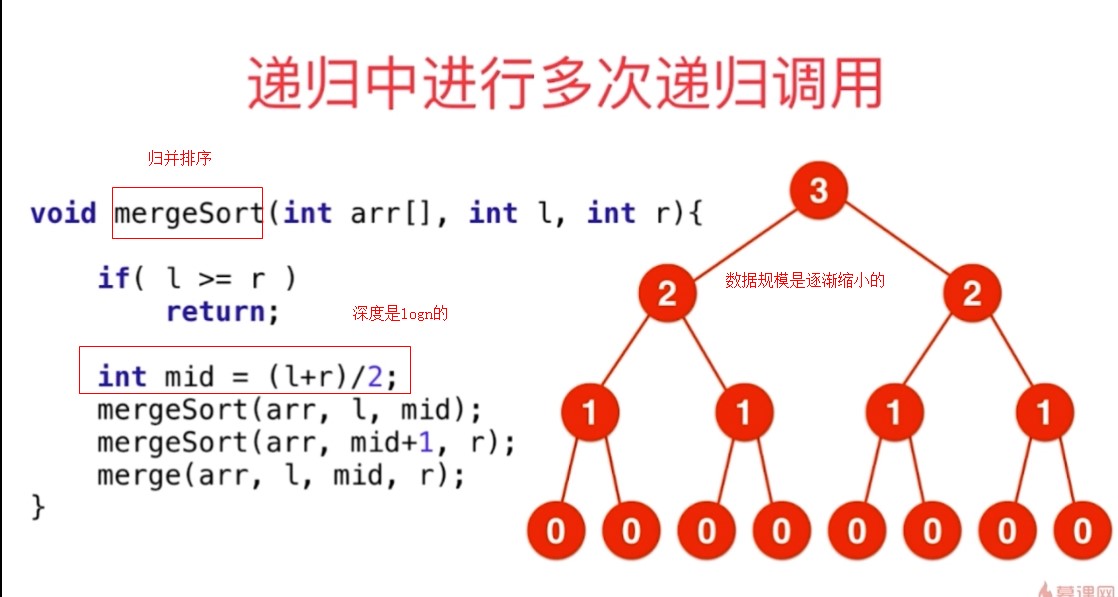 递归中进行多次递归调用
归并排序
void mergeSort(int arr[], int l, int r){
if( l >= r )
return;
深度是logn的
int mid = (l+r)/2;
mergeSort(arr, l, mid);
mergeSort(arr, mid+1, r);
merge(arr, l, mid, r);
}
3
数据规模是逐渐缩小的
2 2
1 1 1 1
0 0 0 0 0 0 0 0
慕课网